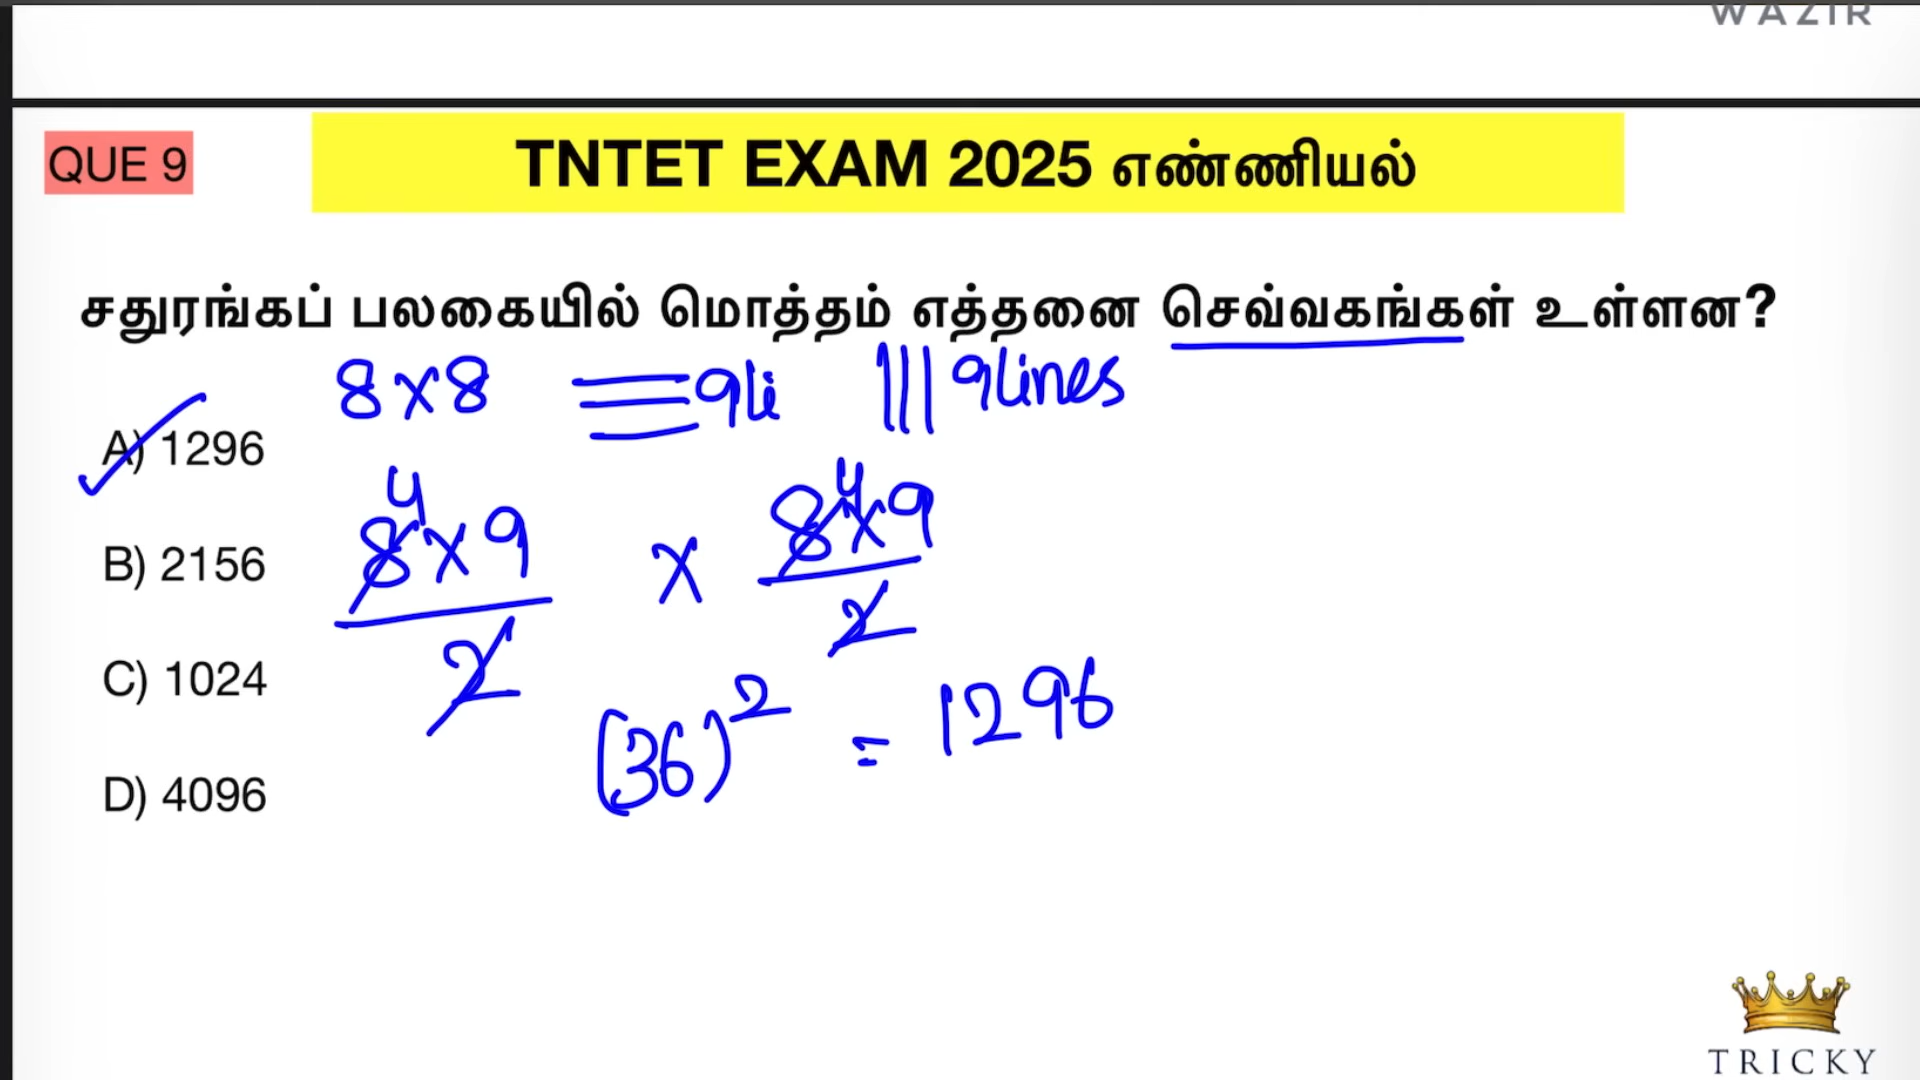 WAZIR
QUE 9
TNTET EXAM 2025 எண்ணியல்
சதுரங்கப் பலகையில் மொத்தம் எத்தனை செவ்வகங்கள் உள்ளன?
8x8 9li 9lines
A) 1296
4 4
8x9 x 8x9
B) 2156
2 2
C) 1024
(36)2 = 1296
D) 4096
TRICKY